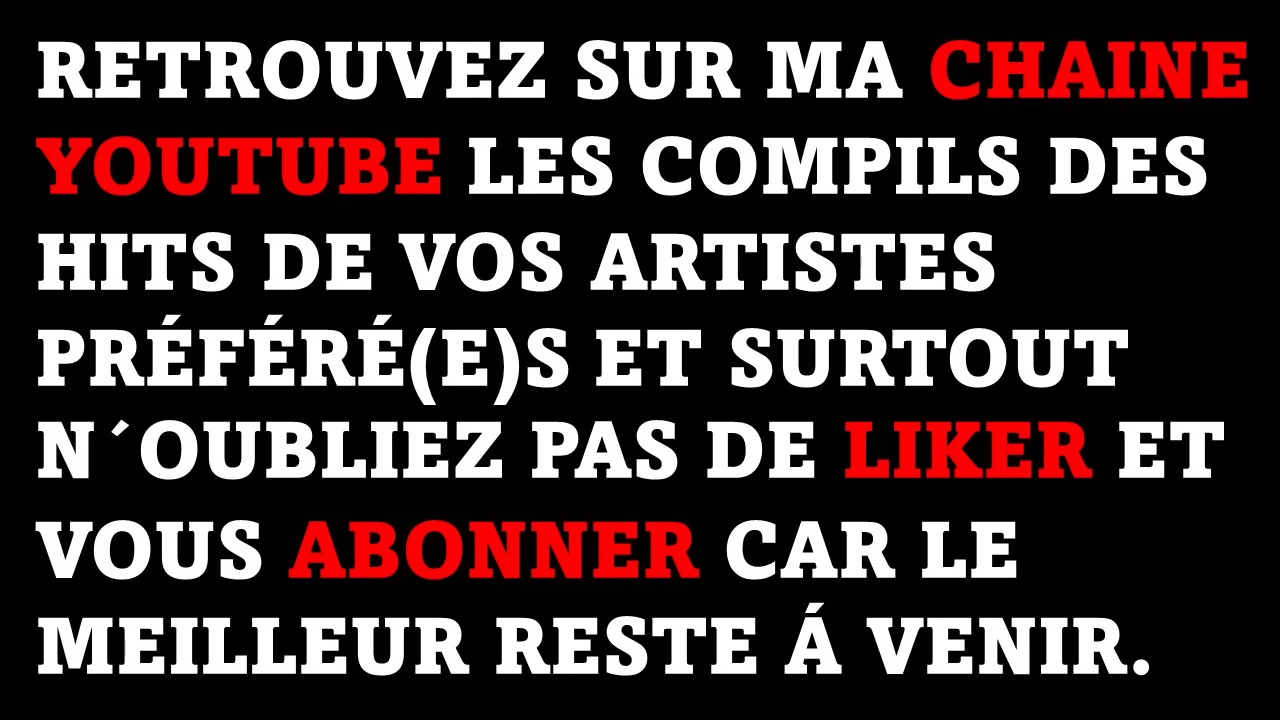 RETROUVEZ SUR MA CHAINE
YOUTUBE LES COMPILS DES
HITS DE VOS ARTISTES
PRÉFÉRÉ(E)S ET SURTOUT
N´OUBLIEZ PAS DE LIKER ET
VOUS ABONNER CAR LE
MEILLEUR RESTE Á VENIR.